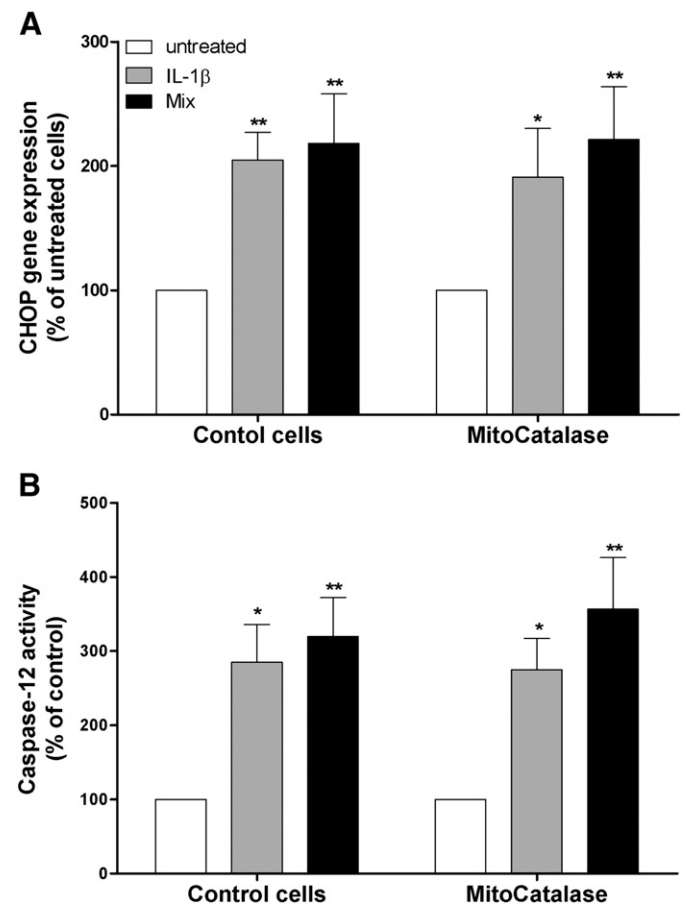 A
CHOP gene expression
(% of untreated cells)
300
200
100
0
untreated
IL-1β
Mix
**
**
*
**
Contol cells
MitoCatalase
B
Caspase-12 activity
(% of control)
500
400
300
200
100
0
*
**
*
**
Control cells
MitoCatalase